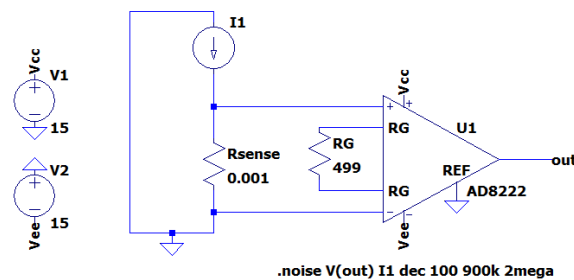 I1
Vcc
V1
15
V2
15
Vee
Rsense
0.001
RG
499
Vcc
+
RG
U1
REF
RG
AD8222
−
Vee
out
.noise V(out) I1 dec 100 900k 2mega